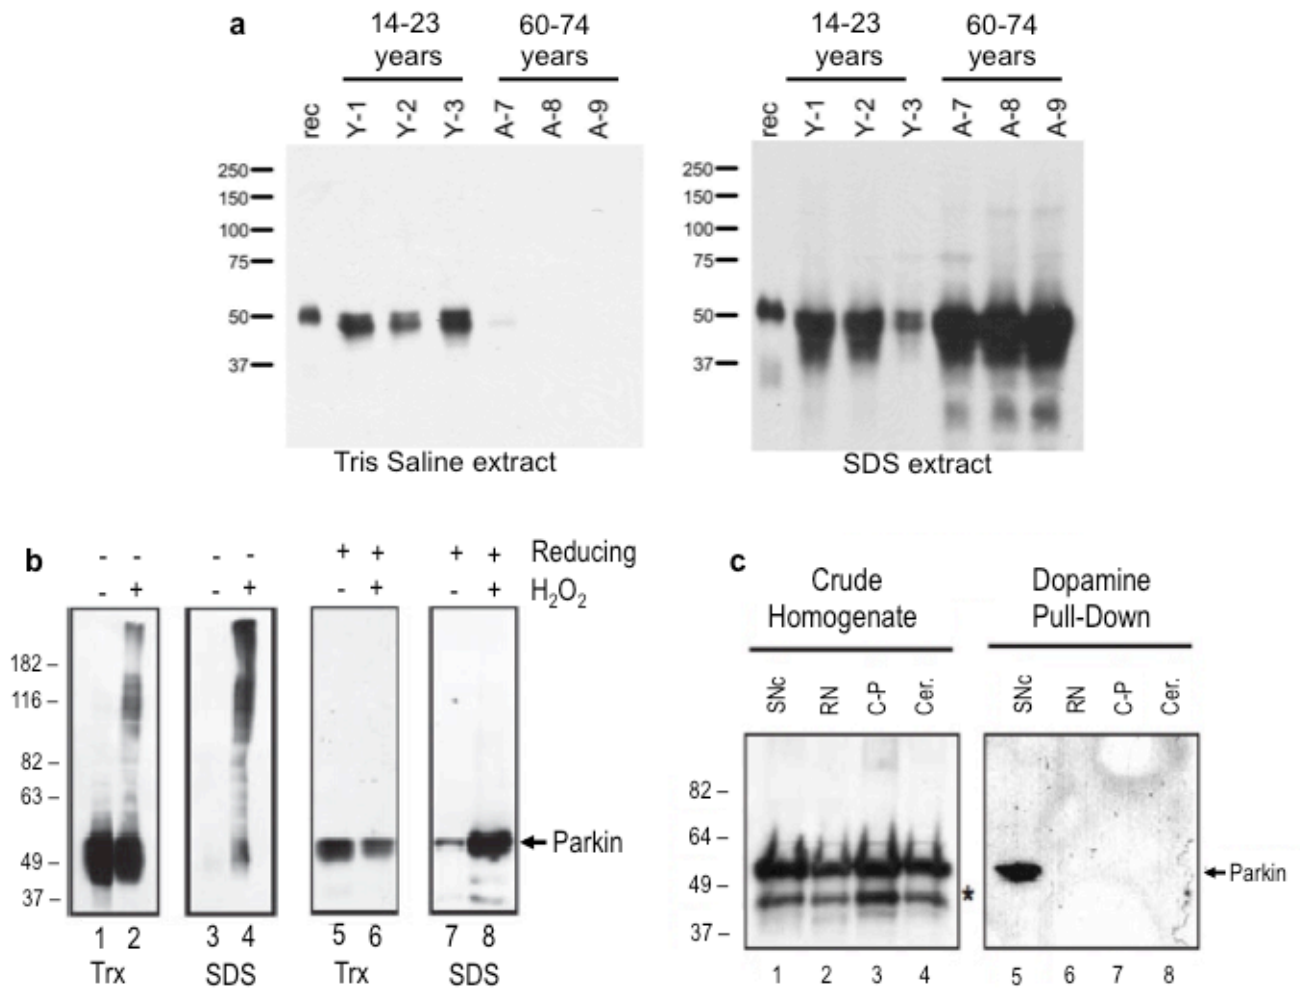 a
14-23 years
60-74 years
rec Y-1 Y-2 Y-3 A-7 A-8 A-9
250
150
100
75
50
37
Tris Saline extract
14-23 years
60-74 years
rec Y-1 Y-2 Y-3 A-7 A-8 A-9
250
150
100
75
50
37
SDS extract
b
- - - - + + + + Reducing
- + - + - + - + H₂O₂
182 –
116 –
82 –
63 –
49 –
37 –
Parkin
1 2 3 4 5 6 7 8
Trx SDS Trx SDS
c
Crude Homogenate
Dopamine Pull-Down
SNc RN C-P Cer. SNc RN C-P Cer.
82 –
64 –
49 –
37 –
*
Parkin
1 2 3 4 5 6 7 8